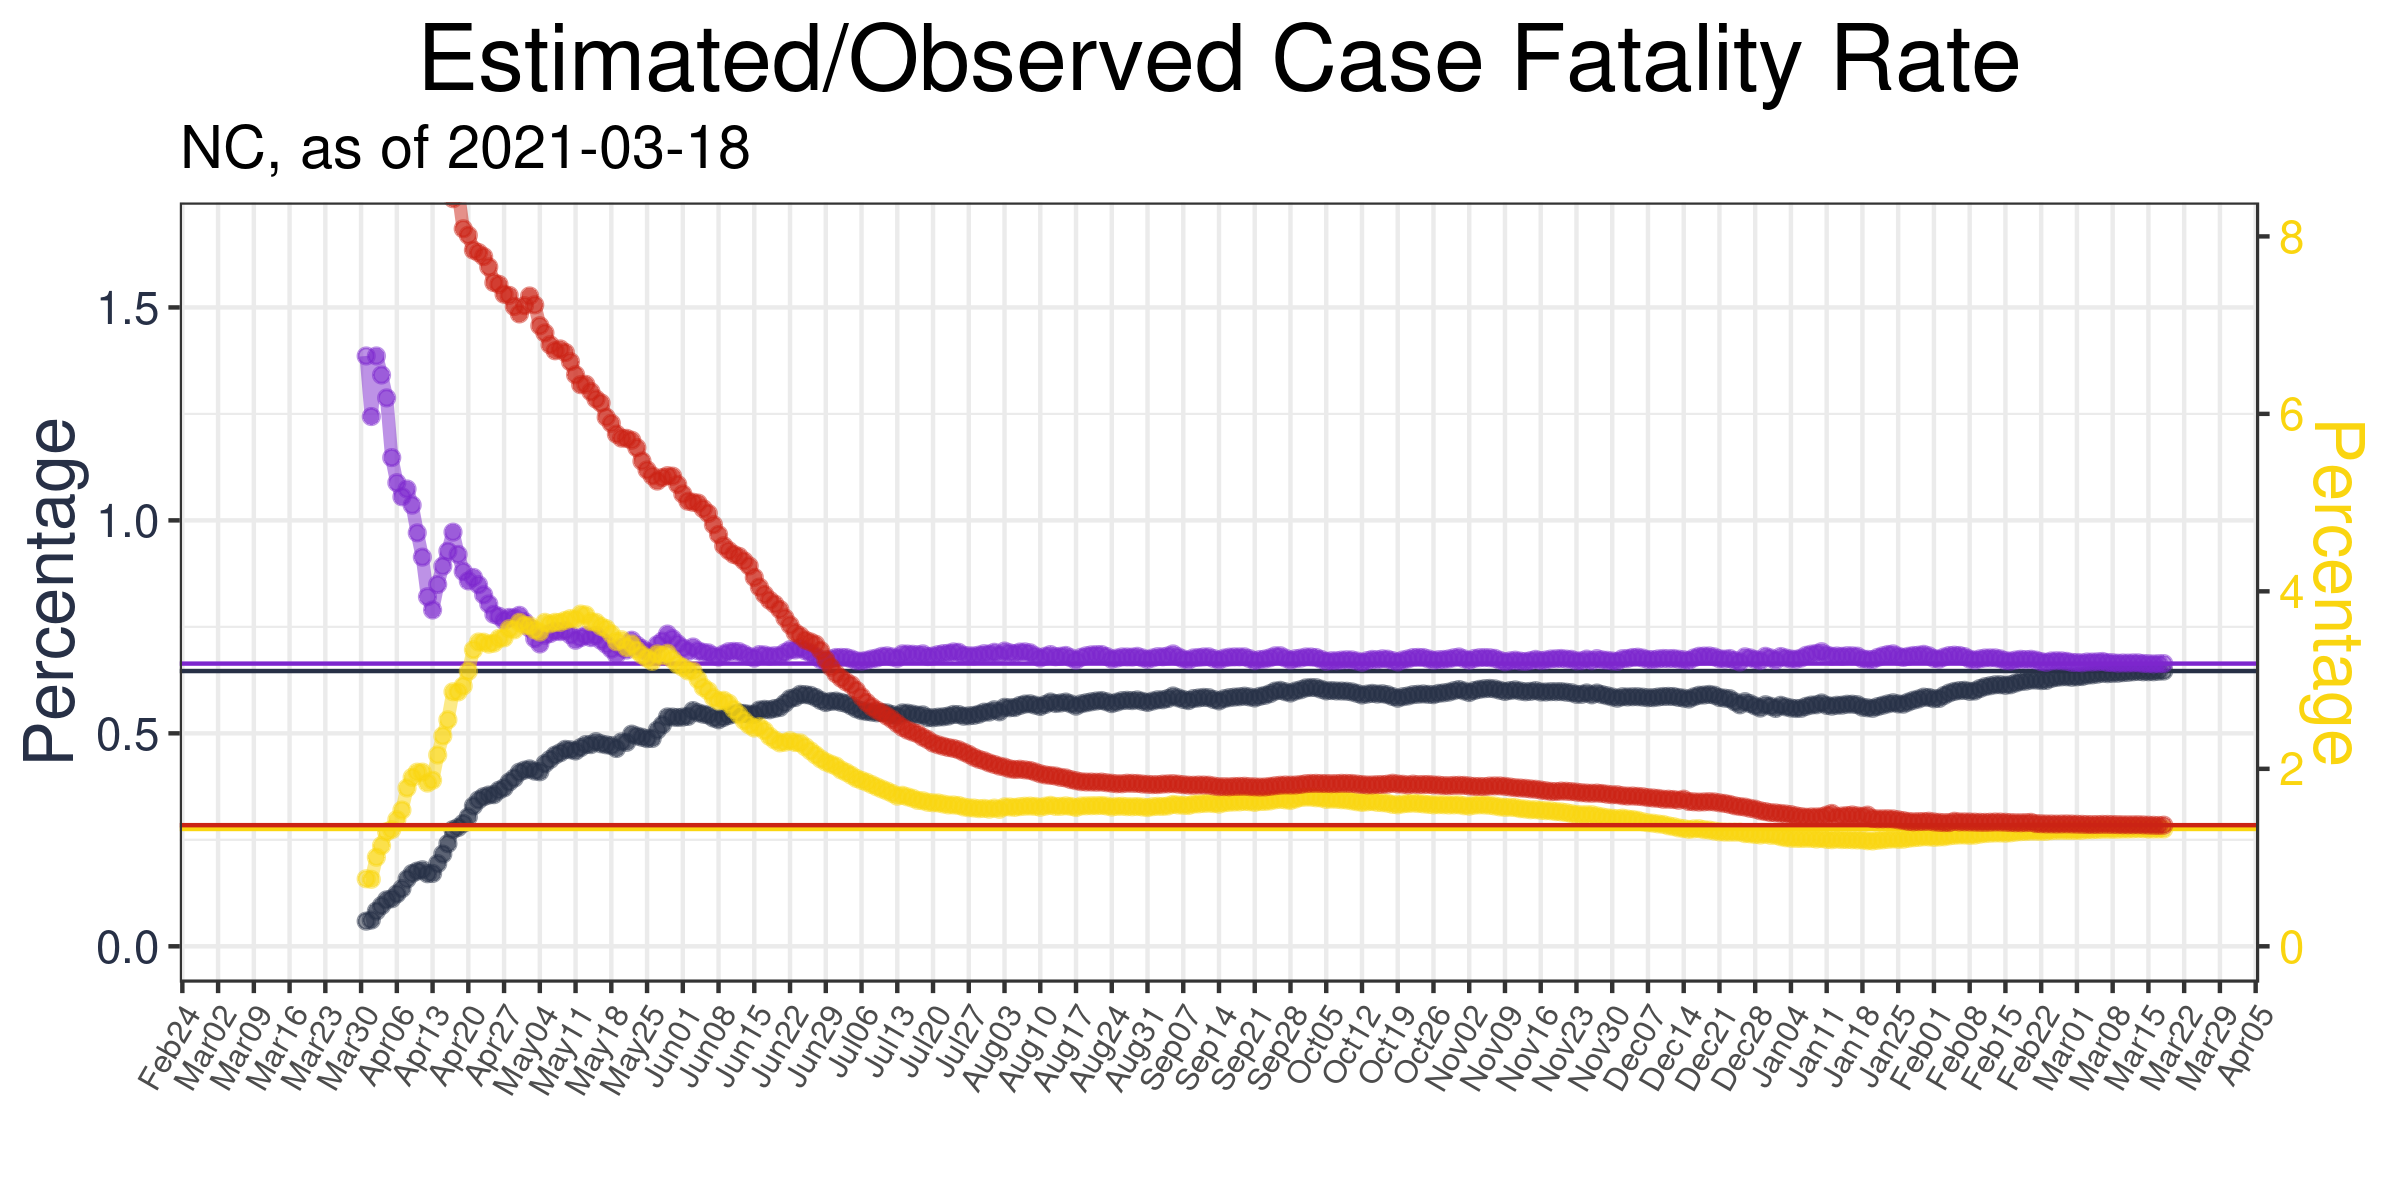 Estimated/Observed Case Fatality Rate
NC, as of 2021-03-18
Percentage
1.5
1.0
0.5
0.0
8
6
4
2
0
Percentage
Feb24
Mar02
Mar09
Mar16
Mar23
Mar30
Apr06
Apr13
Apr20
Apr27
May04
May11
May18
May25
Jun01
Jun08
Jun15
Jun22
Jun29
Jul06
Jul13
Jul20
Jul27
Aug03
Aug10
Aug17
Aug24
Aug31
Sep07
Sep14
Sep21
Sep28
Oct05
Oct12
Oct19
Oct26
Nov02
Nov09
Nov16
Nov23
Nov30
Dec07
Dec14
Dec21
Dec28
Dec04
Jan11
Jan18
Jan25
Feb01
Feb08
Feb15
Feb22
Mar01
Mar08
Mar15
Mar22
Mar29
Apr05